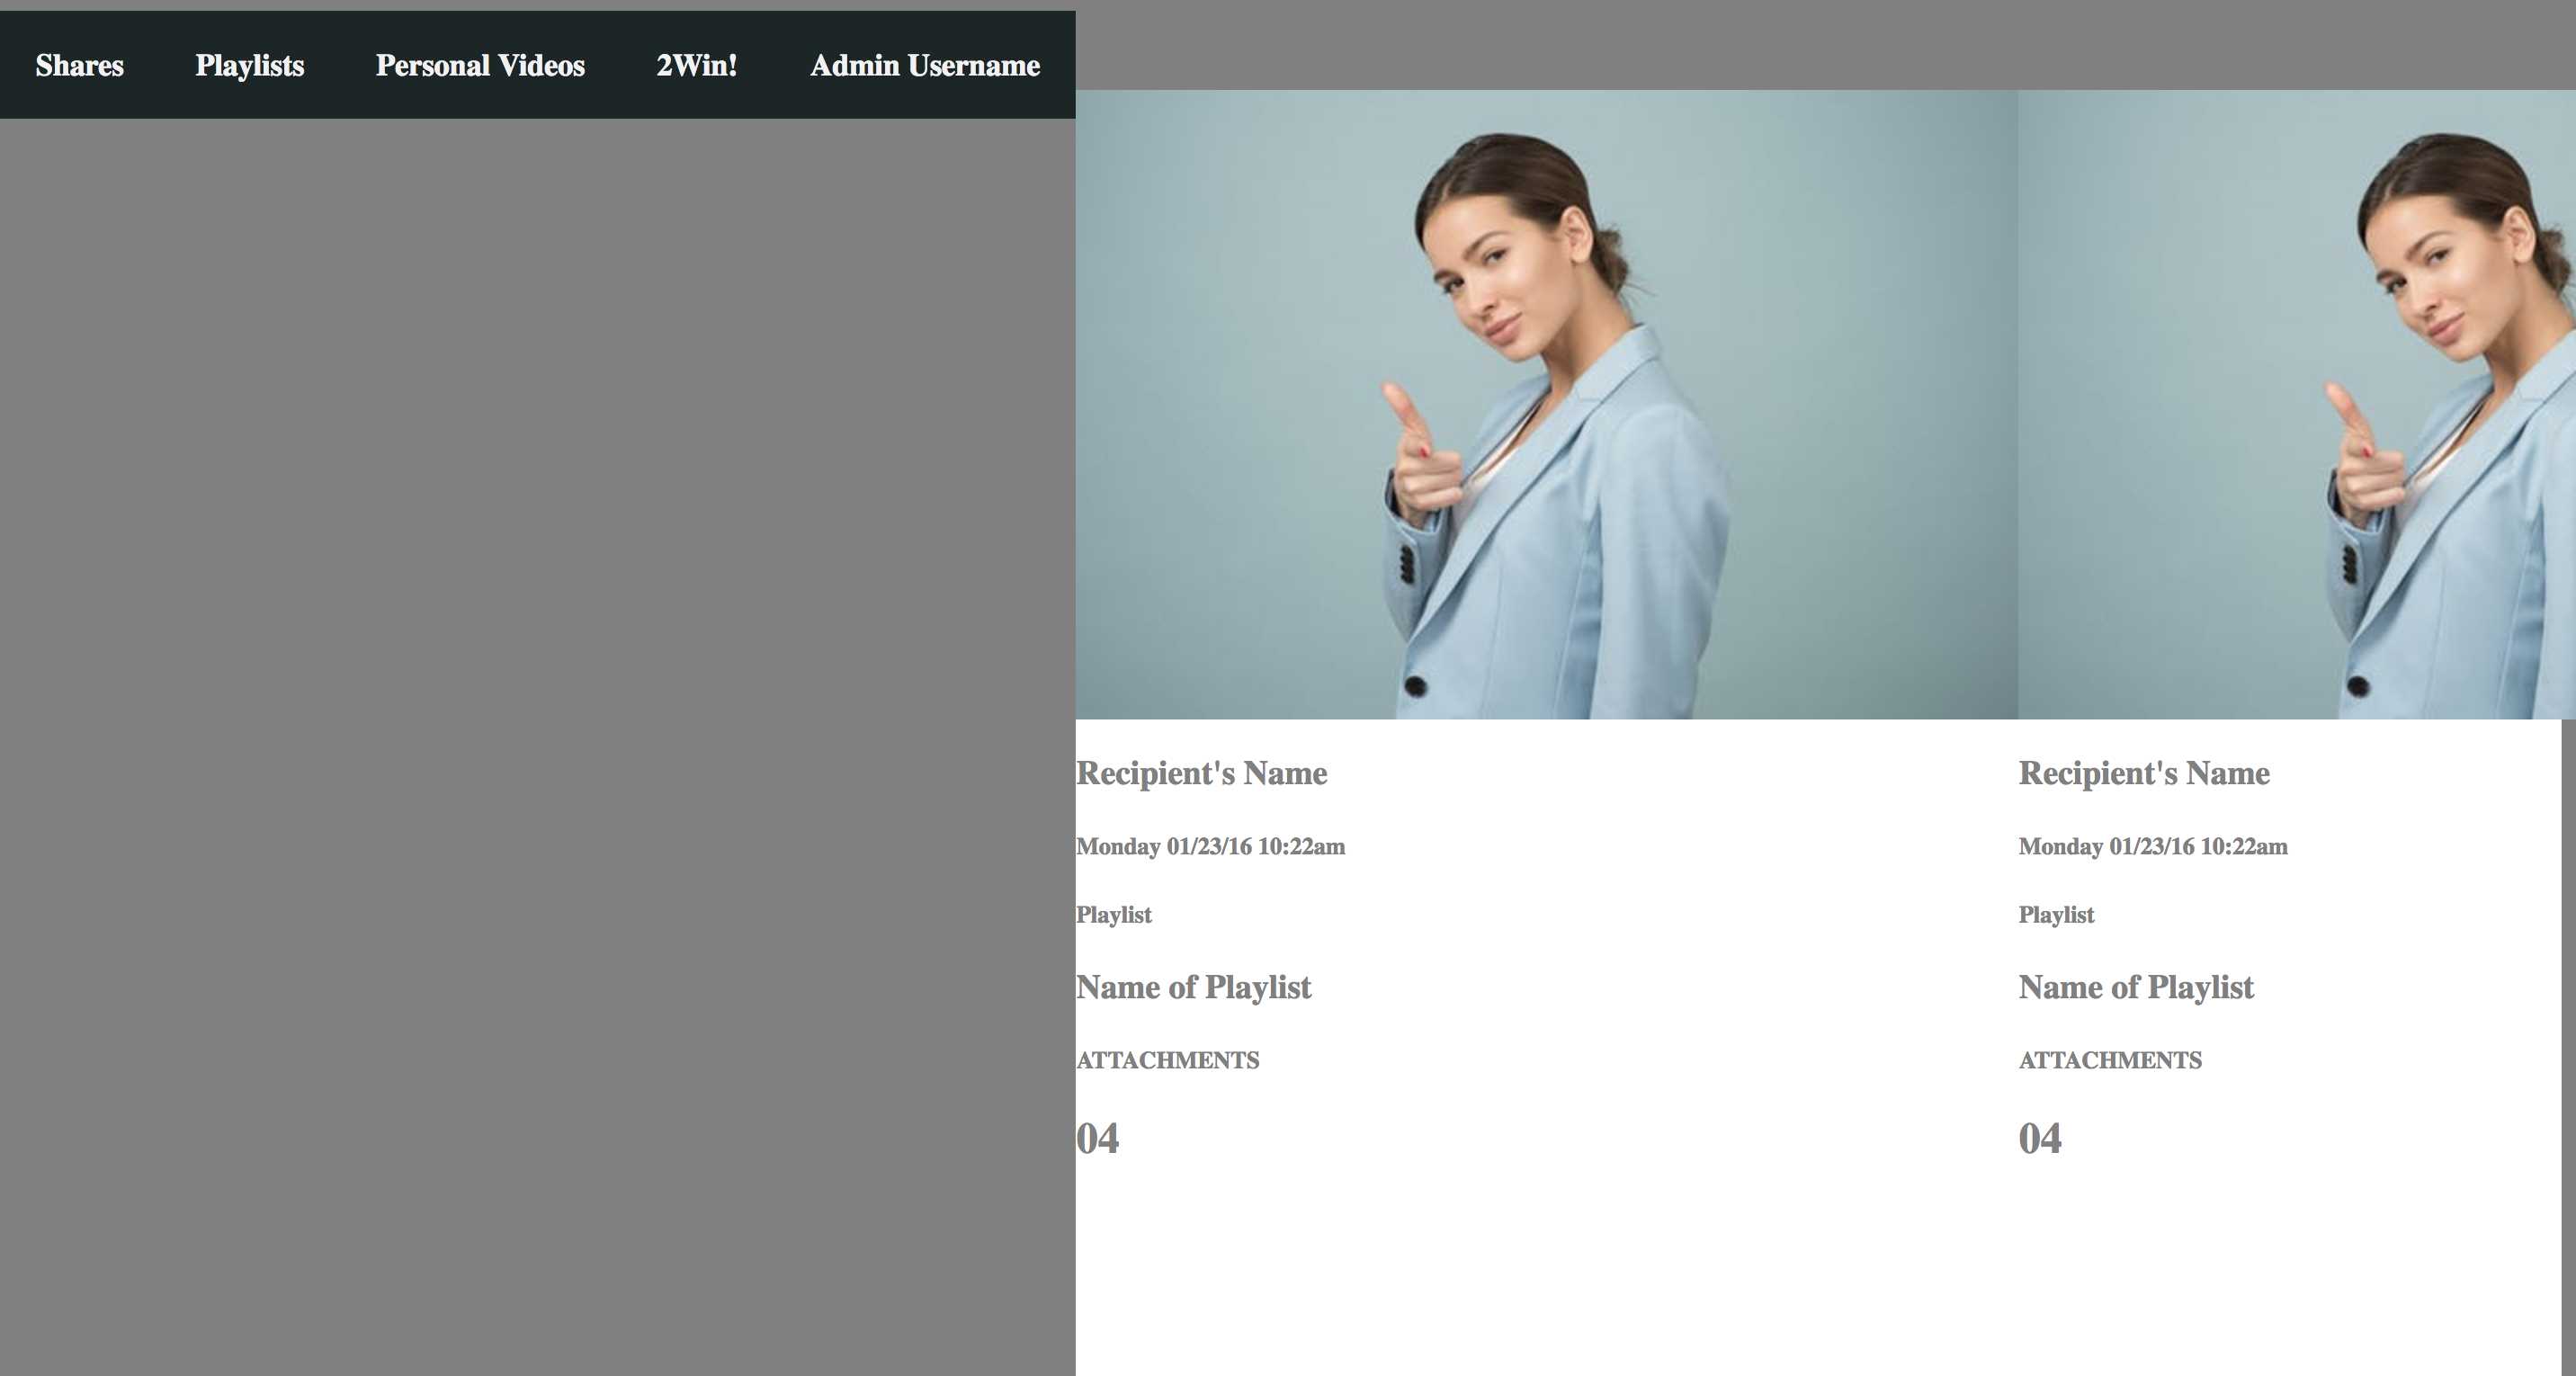 Shares Playlists Personal Videos 2Win! Admin Username
Recipient's Name
Monday 01/23/16 10:22am
Playlist
Name of Playlist
ATTACHMENTS
04
Recipient's Name
Monday 01/23/16 10:22am
Playlist
Name of Playlist
ATTACHMENTS
04